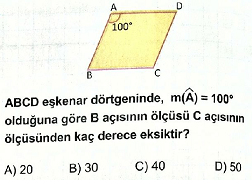 A D
100°
B C
ABCD eşkenar dörtgeninde, m(Â) = 100°
olduğuna göre B açısının ölçüsü C açısının
ölçüsünden kaç derece eksiktir?
A) 20 B) 30 C) 40 D) 50